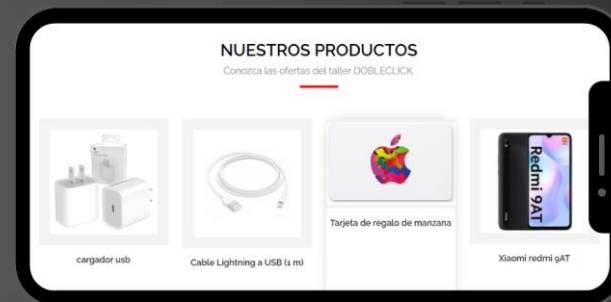 NUESTROS PRODUCTOS
Conozca las ofertas del taller DOBLECLICK.
cargador usb
Cable Lightning a USB (1 m)
Tarjeta de regalo de manzana
Redmi 9AT
Xiaomi redmi 9AT